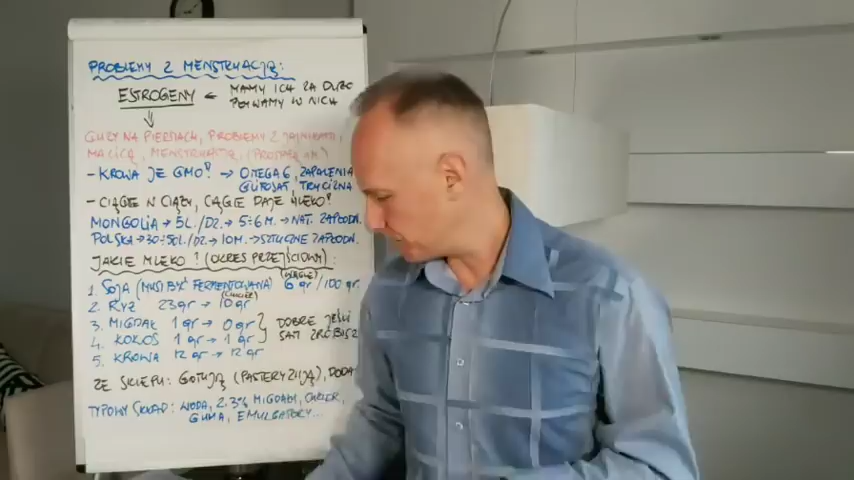 PROBLEMY Z MENSTRUACJĄ:
ESTROGENY ← MAMY ICH ZA DUŻO
PŁYWAMY W NICH
GUZY NA PIERSIACH, PROBLEMY Z JAJNIKAMI,
MACICĄ, MENSTRUACJĄ,
- KROWA JE GMO? → OMEGA 6, ZAPALENIA
GLIFOSAT, TRUCIZNA
- CIĄGLE W CIĄŻY, CIĄGLE DAJE MLEKO?
MONGOLIA → 5L./DZ. → 5÷6 M. → NAT. ZAPŁODN.
POLSKA → 30÷50L./DZ. → 10M. → SZTUCZNE ZAPŁODN.
JAKIE MLEKO? (OKRES PRZEJŚCIOWY):
1. SOJA (MUSI BYĆ FERMENTOWANA) (WĘGLE) 6 gr/100 gr.
2. RYŻ 23 gr → (CUKIER) 10 gr
3. MIGDAŁ 1 gr → 0 gr
4. KOKOS 1 gr → 1 gr } DOBRE JEŚLI
SAM ZROBISZ
5. KROWA 12 gr → 12 gr
ZE SKLEPU: GOTUJĄ (PASTERYZUJĄ),
TYPOWY SKŁAD: WODA, 2.3% MIGDAŁÓW, CUKIER,
GUMA, EMULGATORY...